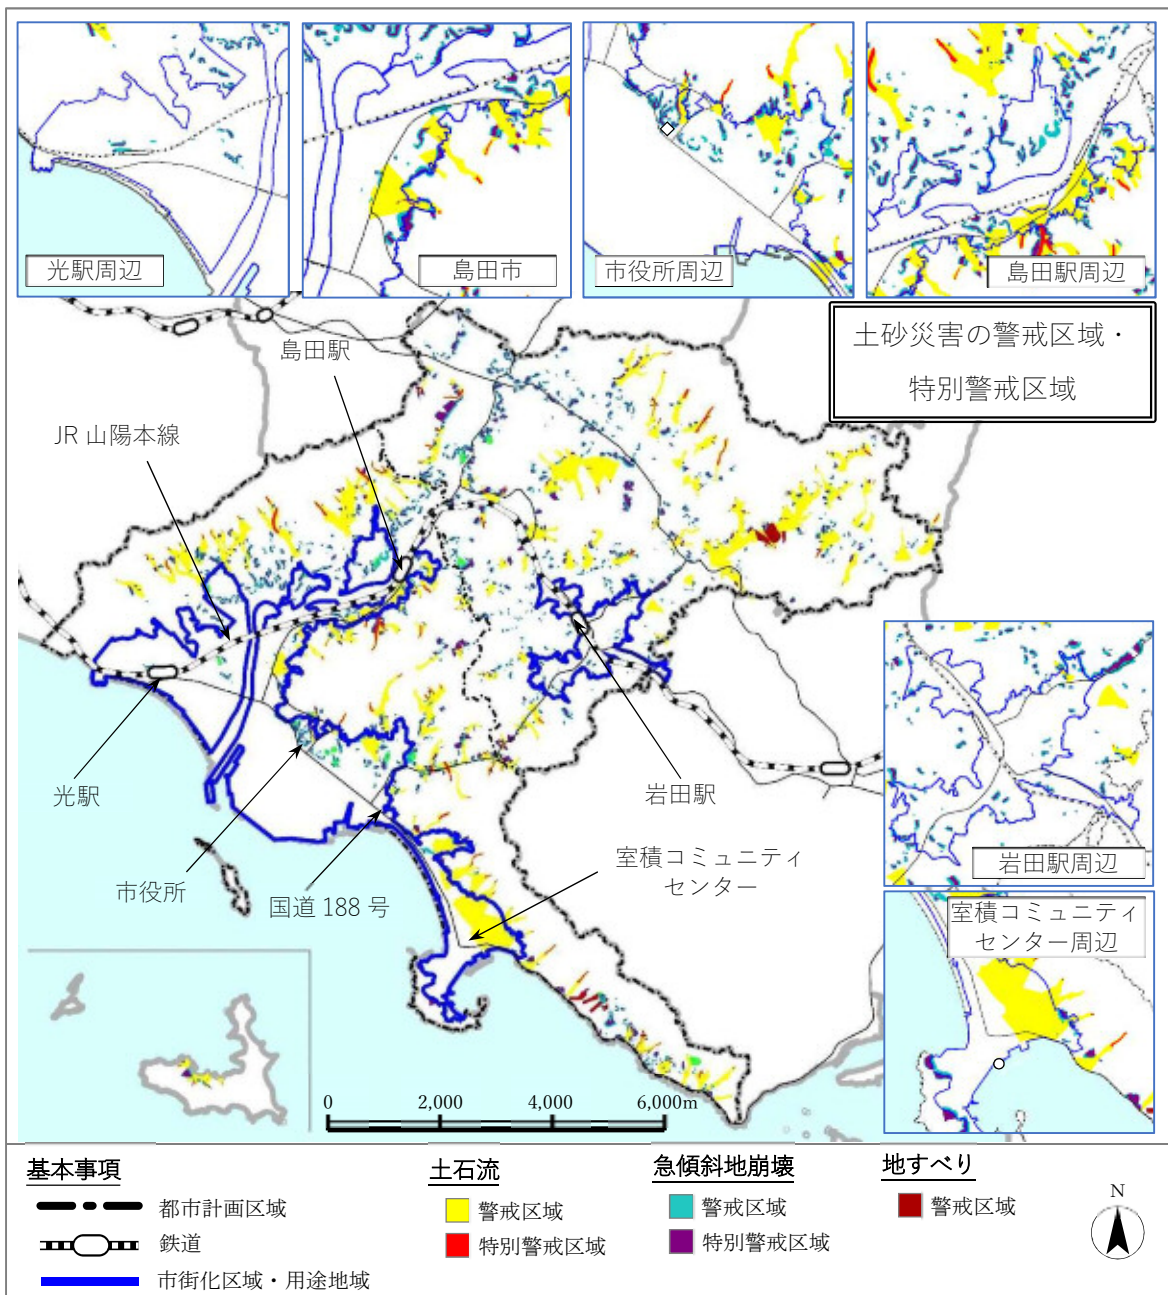 光駅周辺
島田市
市役所周辺
島田駅周辺
土砂災害の警戒区域・
特別警戒区域
島田駅
JR 山陽本線
光駅
市役所
国道 188 号
岩田駅
室積コミュニティ
センター
岩田駅周辺
室積コミュニティ
センター周辺
0 2,000 4,000 6,000m
基本事項
都市計画区域
鉄道
市街化区域・用途地域
土石流
警戒区域
特別警戒区域
急傾斜地崩壊
警戒区域
特別警戒区域
地すべり
警戒区域
N